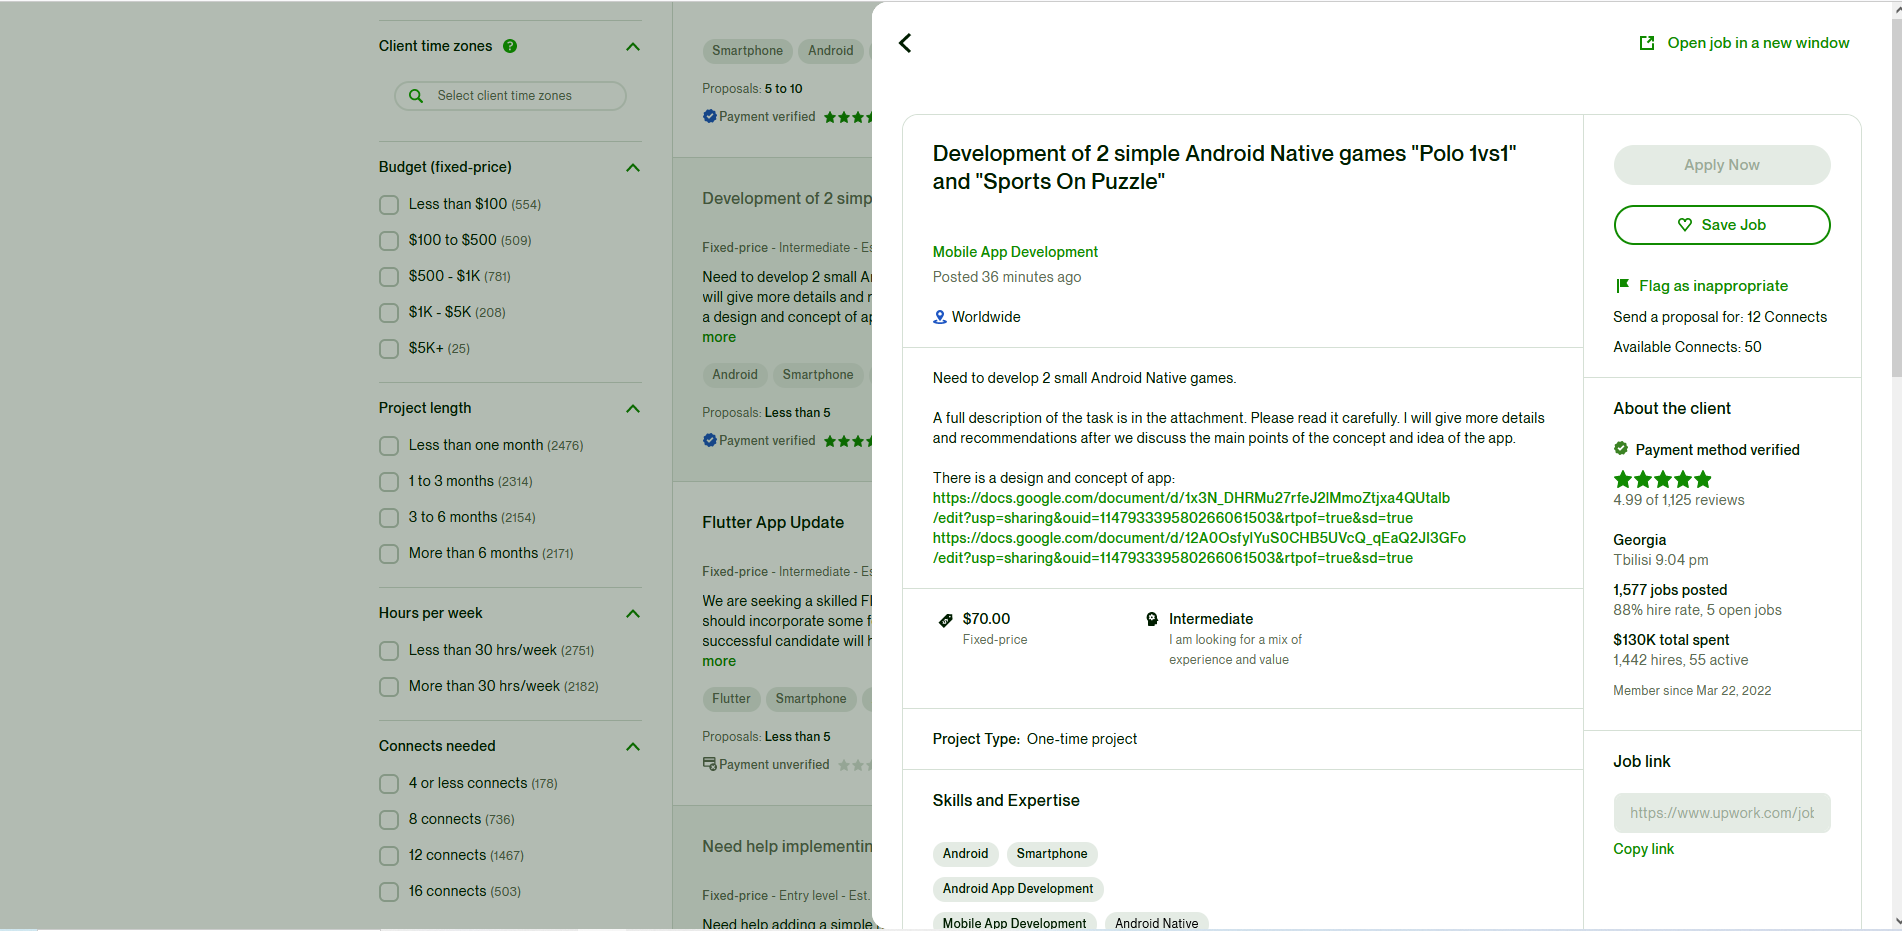 Client time zones
Select client time zones
Budget (fixed-price)
Less than $100 (554)
$100 to $500 (509)
$500 - $1K (781)
$1K - $5K (208)
$5K+ (25)
Project length
Less than one month (2476)
1 to 3 months (2314)
3 to 6 months (2154)
More than 6 months (2171)
Hours per week
Less than 30 hrs/week (2751)
More than 30 hrs/week (2182)
Connects needed
4 or less connects (178)
8 connects (736)
12 connects (1467)
16 connects (503)
Smartphone Android
Proposals: 5 to 10
Payment verified
Development of 2 simp
Fixed-price - Intermediate - Es
Need to develop 2 small A
will give more details and r
a design and concept of ap
more
Android Smartphone
Proposals: Less than 5
Payment verified
Flutter App Update
Fixed-price - Intermediate - Es
We are seeking a skilled Fl
should incorporate some f
successful candidate will h
more
Flutter Smartphone
Proposals: Less than 5
Payment unverified
Need help implementin
Fixed-price - Entry level - Est.
Need help adding a simple
Open job in a new window
Development of 2 simple Android Native games "Polo 1vs1"
and "Sports On Puzzle"
Mobile App Development
Posted 36 minutes ago
Worldwide
Need to develop 2 small Android Native games.
A full description of the task is in the attachment. Please read it carefully. I will give more details
and recommendations after we discuss the main points of the concept and idea of the app.
There is a design and concept of app:
https://docs.google.com/document/d/1x3N_DHRMu27rfeJ2lMmoZtjxa4QUtaIb
/edit?usp=sharing&ouid=114793339580266061503&rtpof=true&sd=true
https://docs.google.com/document/d/12A0OsfyIYuS0CHB5UVcQ_qEaQ2JI3GFo
/edit?usp=sharing&ouid=114793339580266061503&rtpof=true&sd=true
$70.00
Fixed-price
Intermediate
I am looking for a mix of
experience and value
Project Type: One-time project
Skills and Expertise
Android Smartphone
Android App Development
Mobile App Development Android Native
Apply Now
Save Job
Flag as inappropriate
Send a proposal for: 12 Connects
Available Connects: 50
About the client
Payment method verified
4.99 of 1,125 reviews
Georgia
Tbilisi 9:04 pm
1,577 jobs posted
88% hire rate, 5 open jobs
$130K total spent
1,442 hires, 55 active
Member since Mar 22, 2022
Job link
https://www.upwork.com/jot
Copy link